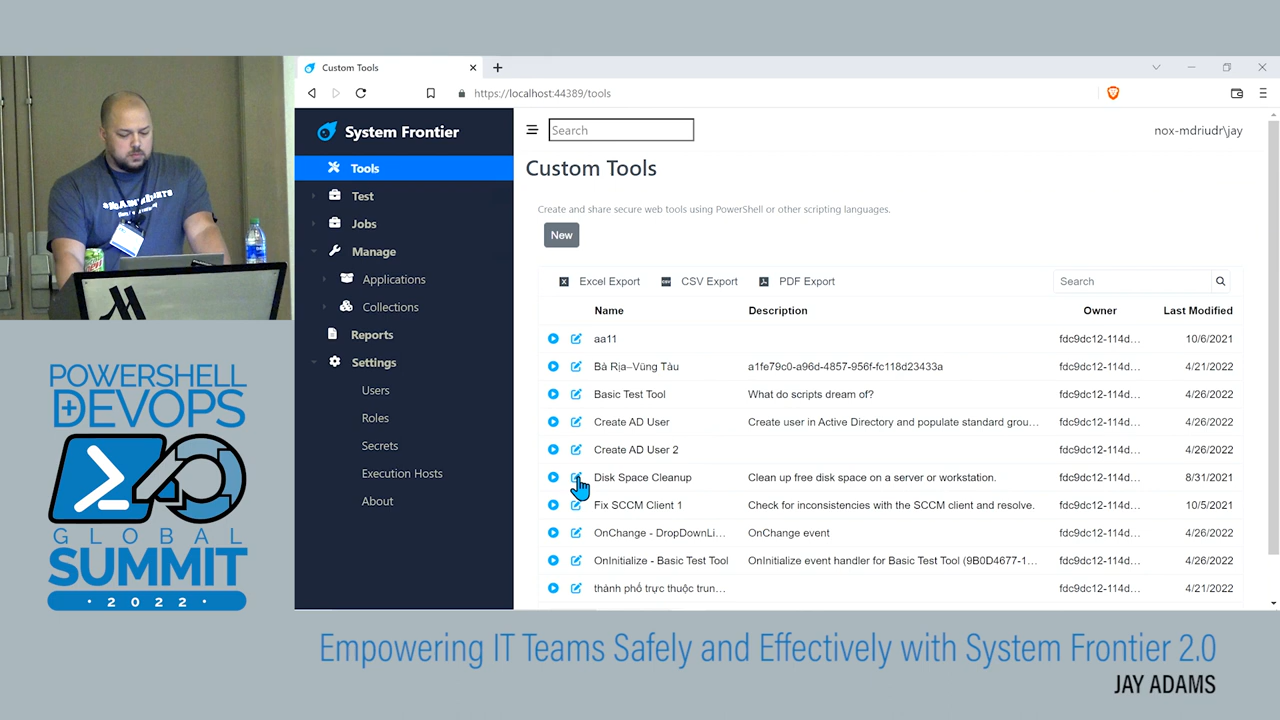 Custom Tools
https://localhost:44389/tools
System Frontier
Search
nox-mdriudr\jay
Tools
Test
Jobs
Manage
Applications
Collections
Reports
Settings
Users
Roles
Secrets
Execution Hosts
About
Custom Tools
Create and share secure web tools using PowerShell or other scripting languages.
New
Excel Export CSV Export PDF Export Search
Name Description Owner Last Modified
aa11 fdc9dc12-114d... 10/6/2021
Bà Rịa–Vũng Tàu a1fe79c0-a96d-4857-956f-fc118d23433a fdc9dc12-114d... 4/21/2022
Basic Test Tool What do scripts dream of? fdc9dc12-114d... 4/26/2022
Create AD User Create user in Active Directory and populate standard grou... fdc9dc12-114d... 4/26/2022
Create AD User 2 fdc9dc12-114d... 4/26/2022
Disk Space Cleanup Clean up free disk space on a server or workstation. fdc9dc12-114d... 8/31/2021
Fix SCCM Client 1 Check for inconsistencies with the SCCM client and resolve. fdc9dc12-114d... 10/5/2021
OnChange - DropDownLi... OnChange event fdc9dc12-114d... 4/26/2022
OnInitialize - Basic Test Tool OnInitialize event handler for Basic Test Tool (9B0D4677-1... fdc9dc12-114d... 4/26/2022
thành phố trực thuộc trun... fdc9dc12-114d... 4/21/2022
POWERSHELL
DEVOPS
GLOBAL
SUMMIT
· 2022 ·
Empowering IT Teams Safely and Effectively with System Frontier 2.0
JAY ADAMS